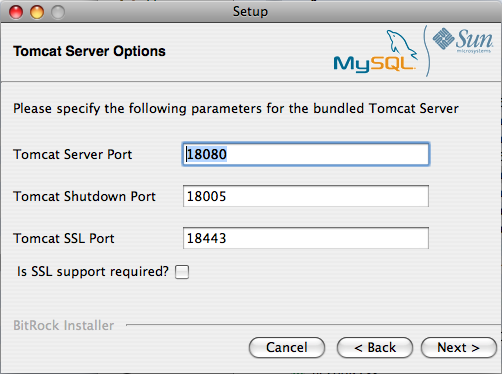 Setup
Tomcat Server Options
MySQL
Sun
microsystems
Please specify the following parameters for the bundled Tomcat Server
Tomcat Server Port 18080
Tomcat Shutdown Port 18005
Tomcat SSL Port 18443
Is SSL support required?
BitRock Installer
Cancel < Back Next >